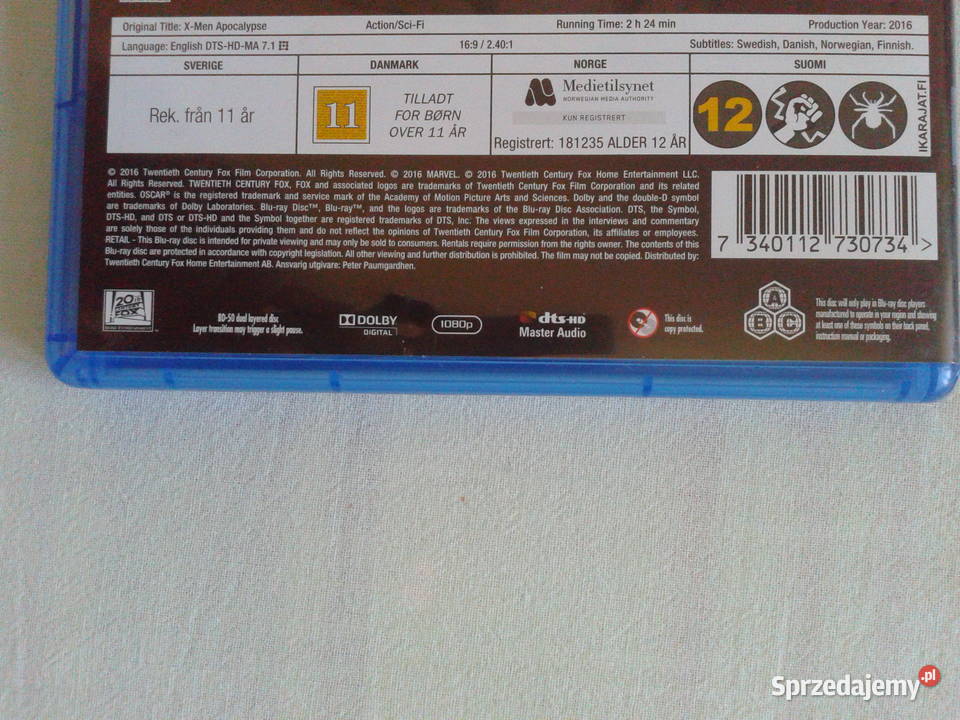 Original Title: X-Men Apocalypse Action/Sci-Fi Running Time: 2 h 24 min Production Year: 2016
Language: English DTS-HD-MA 7.1 16:9 / 2.40:1 Subtitles: Swedish, Danish, Norwegian, Finnish.
SVERIGE DANMARK NORGE SUOMI
Rek. från 11 år
11
TILLADT
FOR BØRN
OVER 11 ÅR
Medietilsynet
NORWEGIAN MEDIA AUTHORITY
KUN REGISTRERT
Registrert: 181235 ALDER 12 ÅR
12
IKARAJAT.FI
© 2016 Twentieth Century Fox Film Corporation. All Rights Reserved. © 2016 MARVEL. © 2016 Twentieth Century Fox Home Entertainment LLC.
All Rights Reserved. TWENTIETH CENTURY FOX, FOX and associated logos are trademarks of Twentieth Century Fox Film Corporation and its related
entities. OSCAR® is the registered trademark and service mark of the Academy of Motion Picture Arts and Sciences. Dolby and the double-D symbol
are trademarks of Dolby Laboratories. Blu-ray Disc™, Blu-ray™, and the logos are trademarks of the Blu-ray Disc Association. DTS, the Symbol,
DTS-HD, and DTS or DTS-HD and the Symbol together are registered trademarks of DTS, Inc. The views expressed in the interviews and commentary
are solely those of the individuals providing them and do not reflect the opinions of Twentieth Century Fox Film Corporation, its affiliates or employees.
RETAIL - This Blu-ray disc is intended for private viewing and may only be sold to consumers. Rentals require permission from the rights owner. The contents of this
Blu-ray disc are protected in accordance with copyright legislation. All other viewing and further distribution is prohibited. The film may not be copied. Distributed by:
Twentieth Century Fox Home Entertainment AB. Ansvarig utgivare: Peter Paumgardhen.
7 340112 730734 >
20th
CENTURY
FOX
BD-50 dual layered disc
Layer transition may trigger a slight pause.
DOLBY
DIGITAL
1080p
dts-HD
Master Audio
This disc is
copy protected.
A
B C
This disc will only play in Blu-ray disc players
manufactured to operate in your region and showing
at least one of these symbols on their back panel,
instruction manual or packaging.
Sprzedajemy.pl